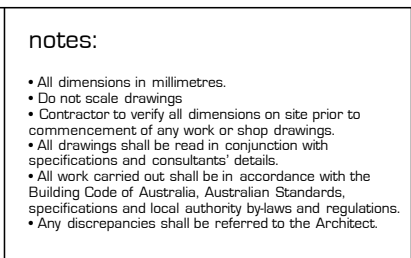 notes:
• All dimensions in millimetres.
• Do not scale drawings
• Contractor to verify all dimensions on site prior to
commencement of any work or shop drawings.
• All drawings shall be read in conjunction with
specifications and consultants' details.
• All work carried out shall be in accordance with the
Building Code of Australia, Australian Standards,
specifications and local authority by-laws and regulations.
• Any discrepancies shall be referred to the Architect.